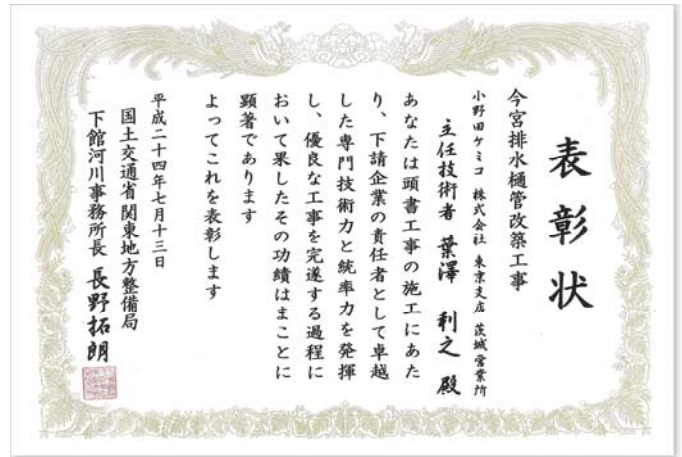 表彰状
今宮排水樋管改築工事
小野田ケミコ 株式会社 東京支店 茨城営業所
主任技術者 葉澤 利之 殿
あなたは頭書工事の施工にあた
り、下請企業の責任者として卓越
した専門技術力と統率力を発揮
し、優良な工事を完遂する過程に
おいて果したその功績はまことに
顕著であります
よってこれを表彰します
平成二十四年七月十三日
国土交通省関東地方整備局
下館河川事務所長 長野拓朗